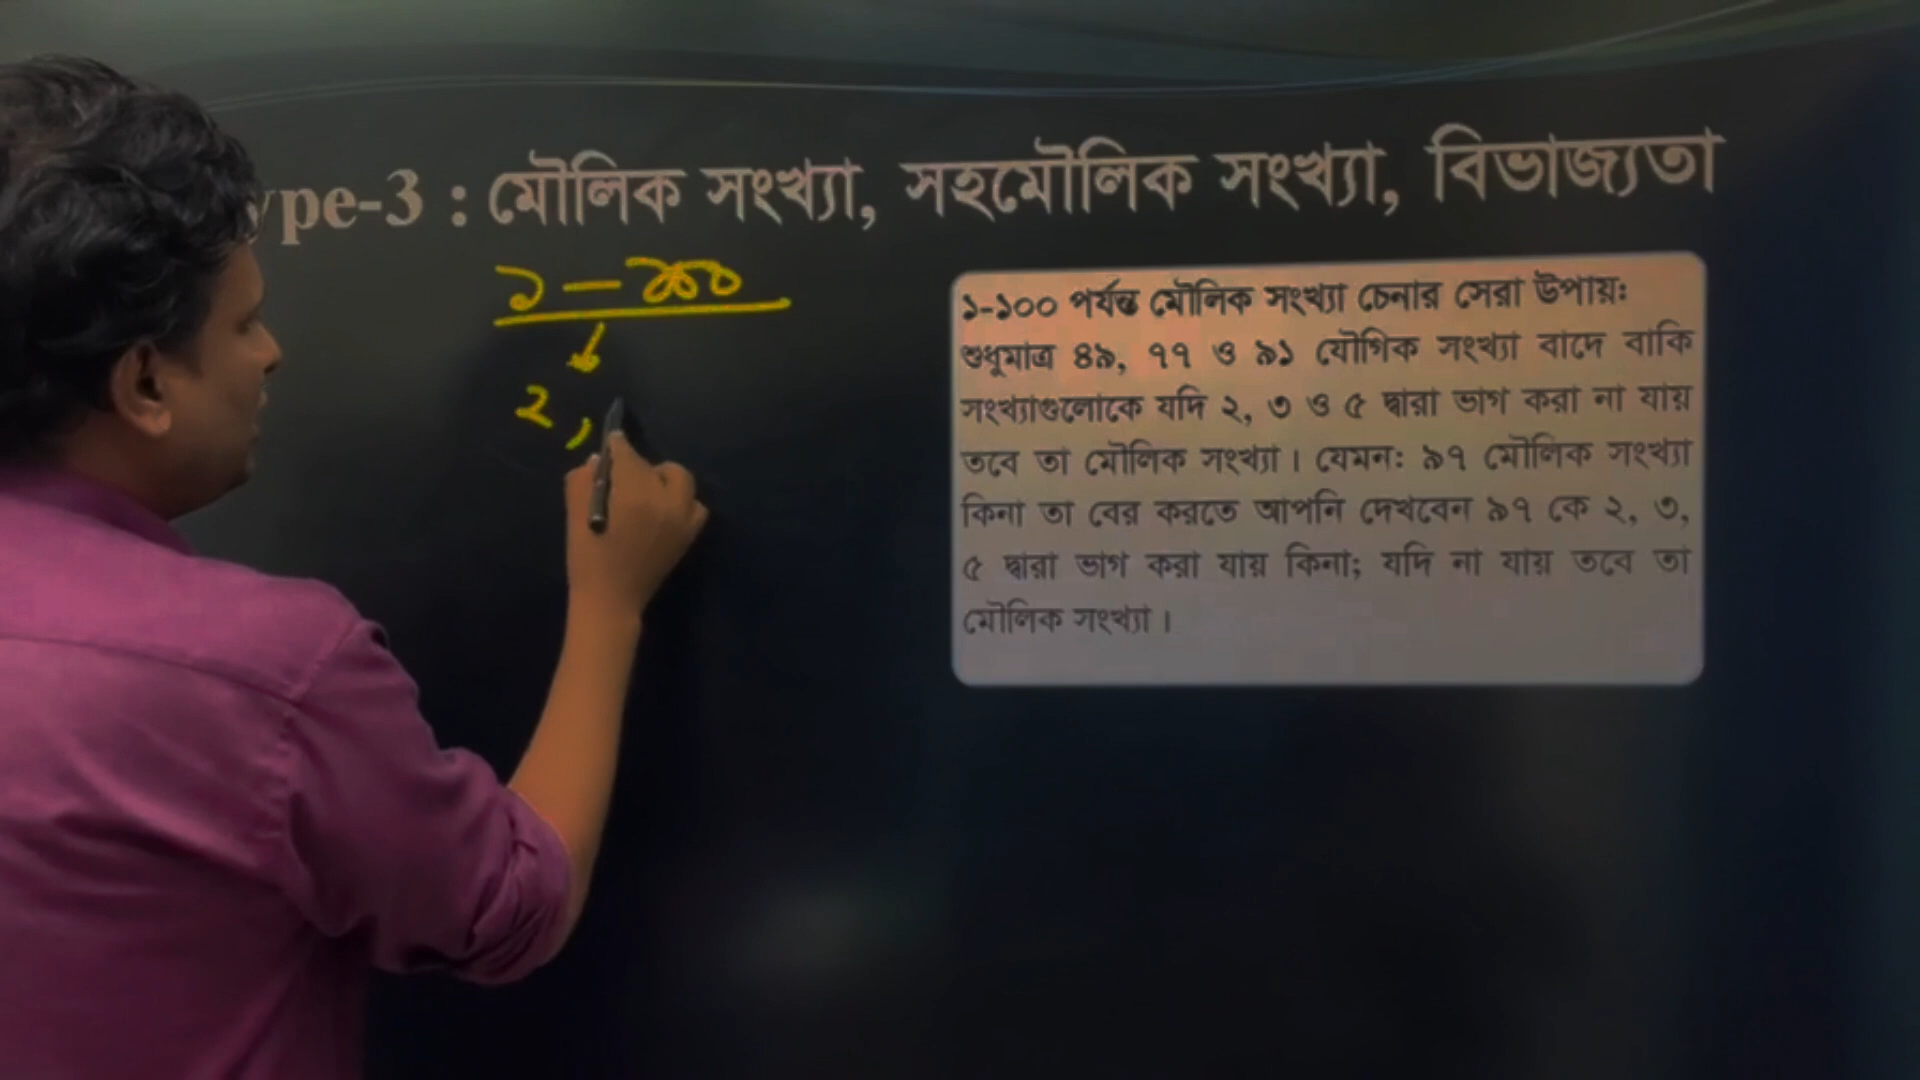 ype-3 : মৌলিক সংখ্যা, সহমৌলিক সংখ্যা, বিভাজ্যতা
১ – ১০০
২ ,
১-১০০ পর্যন্ত মৌলিক সংখ্যা চেনার সেরা উপায়ঃ
শুধুমাত্র ৪৯, ৭৭ ও ৯১ যৌগিক সংখ্যা বাদে বাকি
সংখ্যাগুলোকে যদি ২, ৩ ও ৫ দ্বারা ভাগ করা না যায়
তবে তা মৌলিক সংখ্যা। যেমনঃ ৯৭ মৌলিক সংখ্যা
কিনা তা বের করতে আপনি দেখবেন ৯৭ কে ২, ৩,
৫ দ্বারা ভাগ করা যায় কিনা; যদি না যায় তবে তা
মৌলিক সংখ্যা।